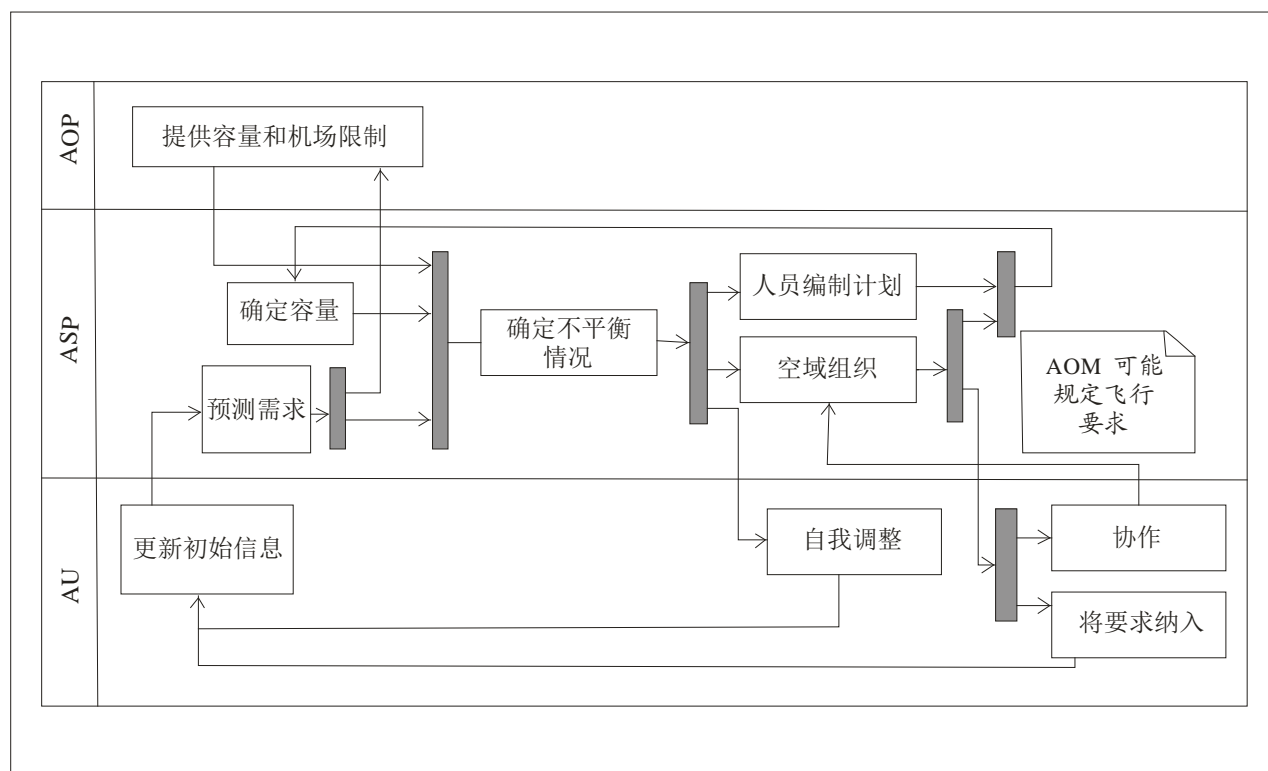 AOP
提供容量和机场限制
ASP
确定容量
预测需求
确定不平衡
情况
人员编制计划
空域组织
AOM 可能
规定飞行
要求
AU
更新初始信息
自我调整
协作
将要求纳入